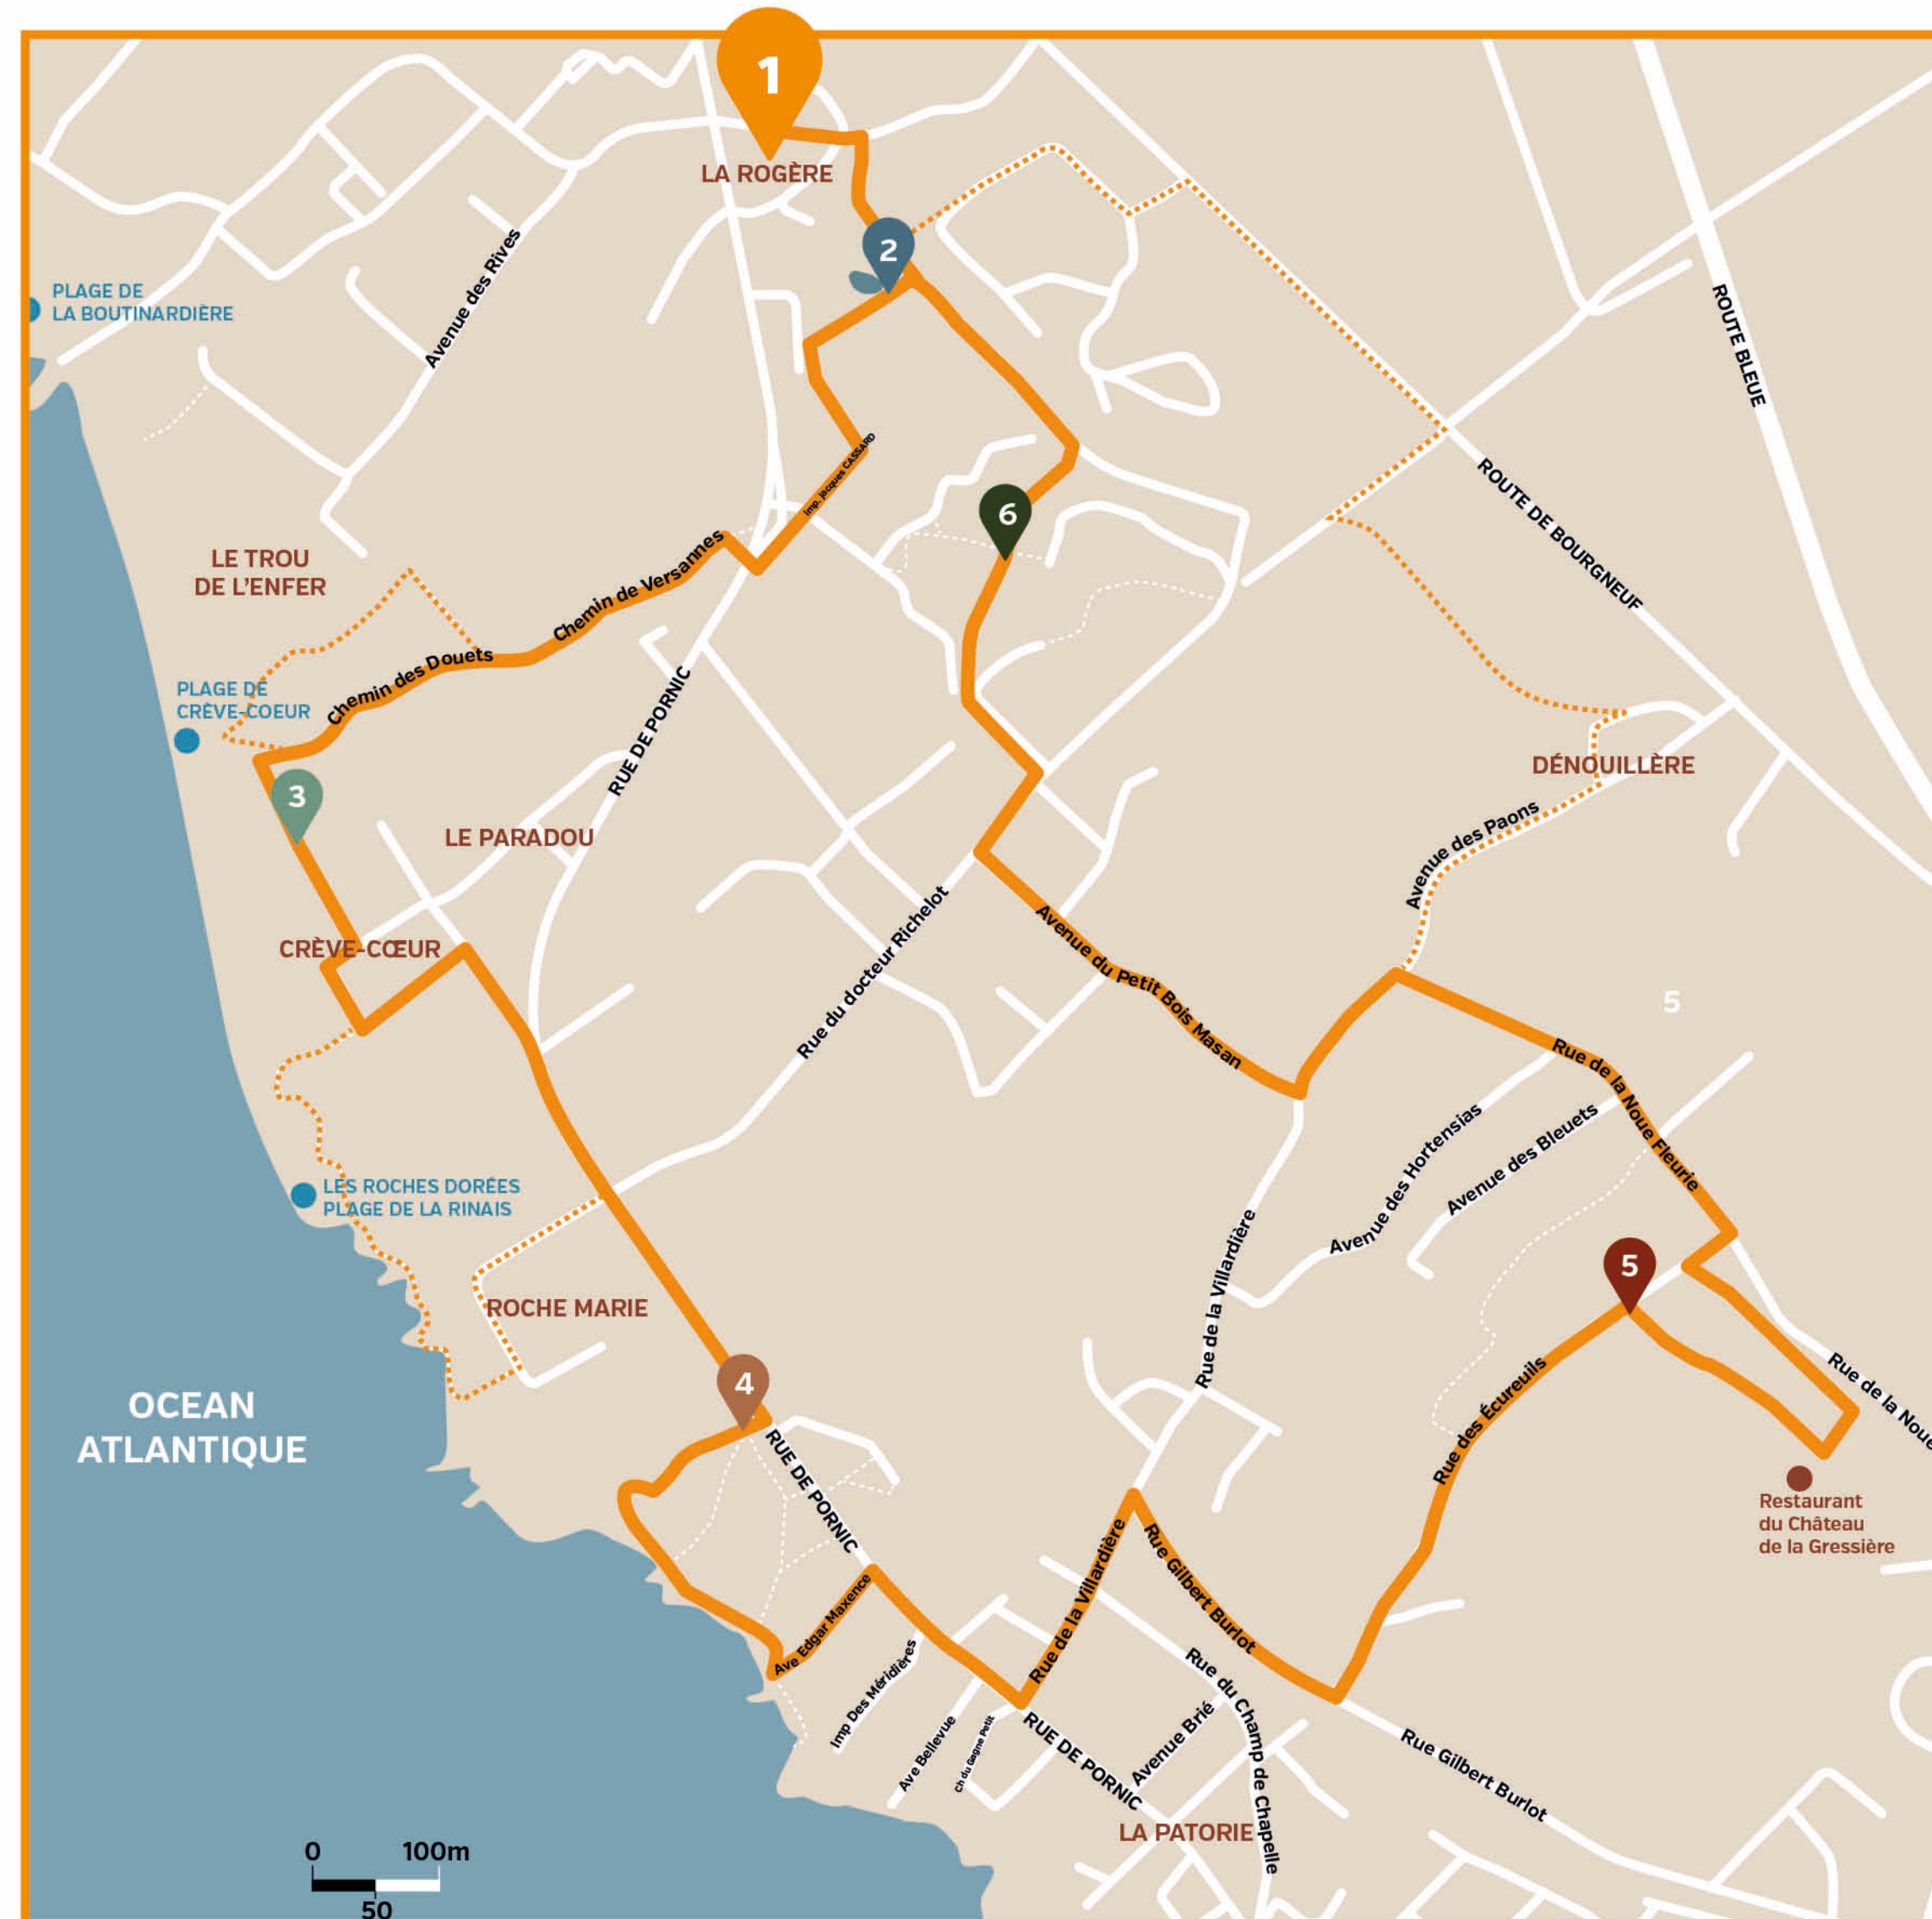 1
LA ROGÈRE
2
PLAGE DE
LA BOUTINARDIÈRE
Avenue des Rives
ROUTE BLEUE
Imp. Jacques CASSARD
6
ROUTE DE BOURGNEUF
LE TROU
DE L'ENFER
Chemin de Versannes
Chemin des Douets
PLAGE DE
CRÈVE-COEUR
RUE DE PORNIC
3
LE PARADOU
DÉNOUILLÈRE
Avenue des Paons
CRÈVE-CŒUR
Rue du docteur Richelot
Avenue du Petit Bois Masan
5
Rue de la Noue Fleurie
Avenue des Hortensias
Avenue des Bleuets
LES ROCHES DORÉES
PLAGE DE LA RINAIS
Rue de la Villardière
5
ROCHE MARIE
4
Rue de la Noue
Rue des Écureuils
OCEAN
ATLANTIQUE
RUE DE PORNIC
Restaurant
du Château
de la Gressière
Rue de la Villardière
Rue Gilbert Burlot
Ave Edgar Maxence
Imp Des Méridières
Ave Bellevue
Ch du Gagne Petit
RUE DE PORNIC
Avenue Brié
Rue du Champ de Chapelle
Rue Gilbert Burlot
LA PATORIE
0 100m
50